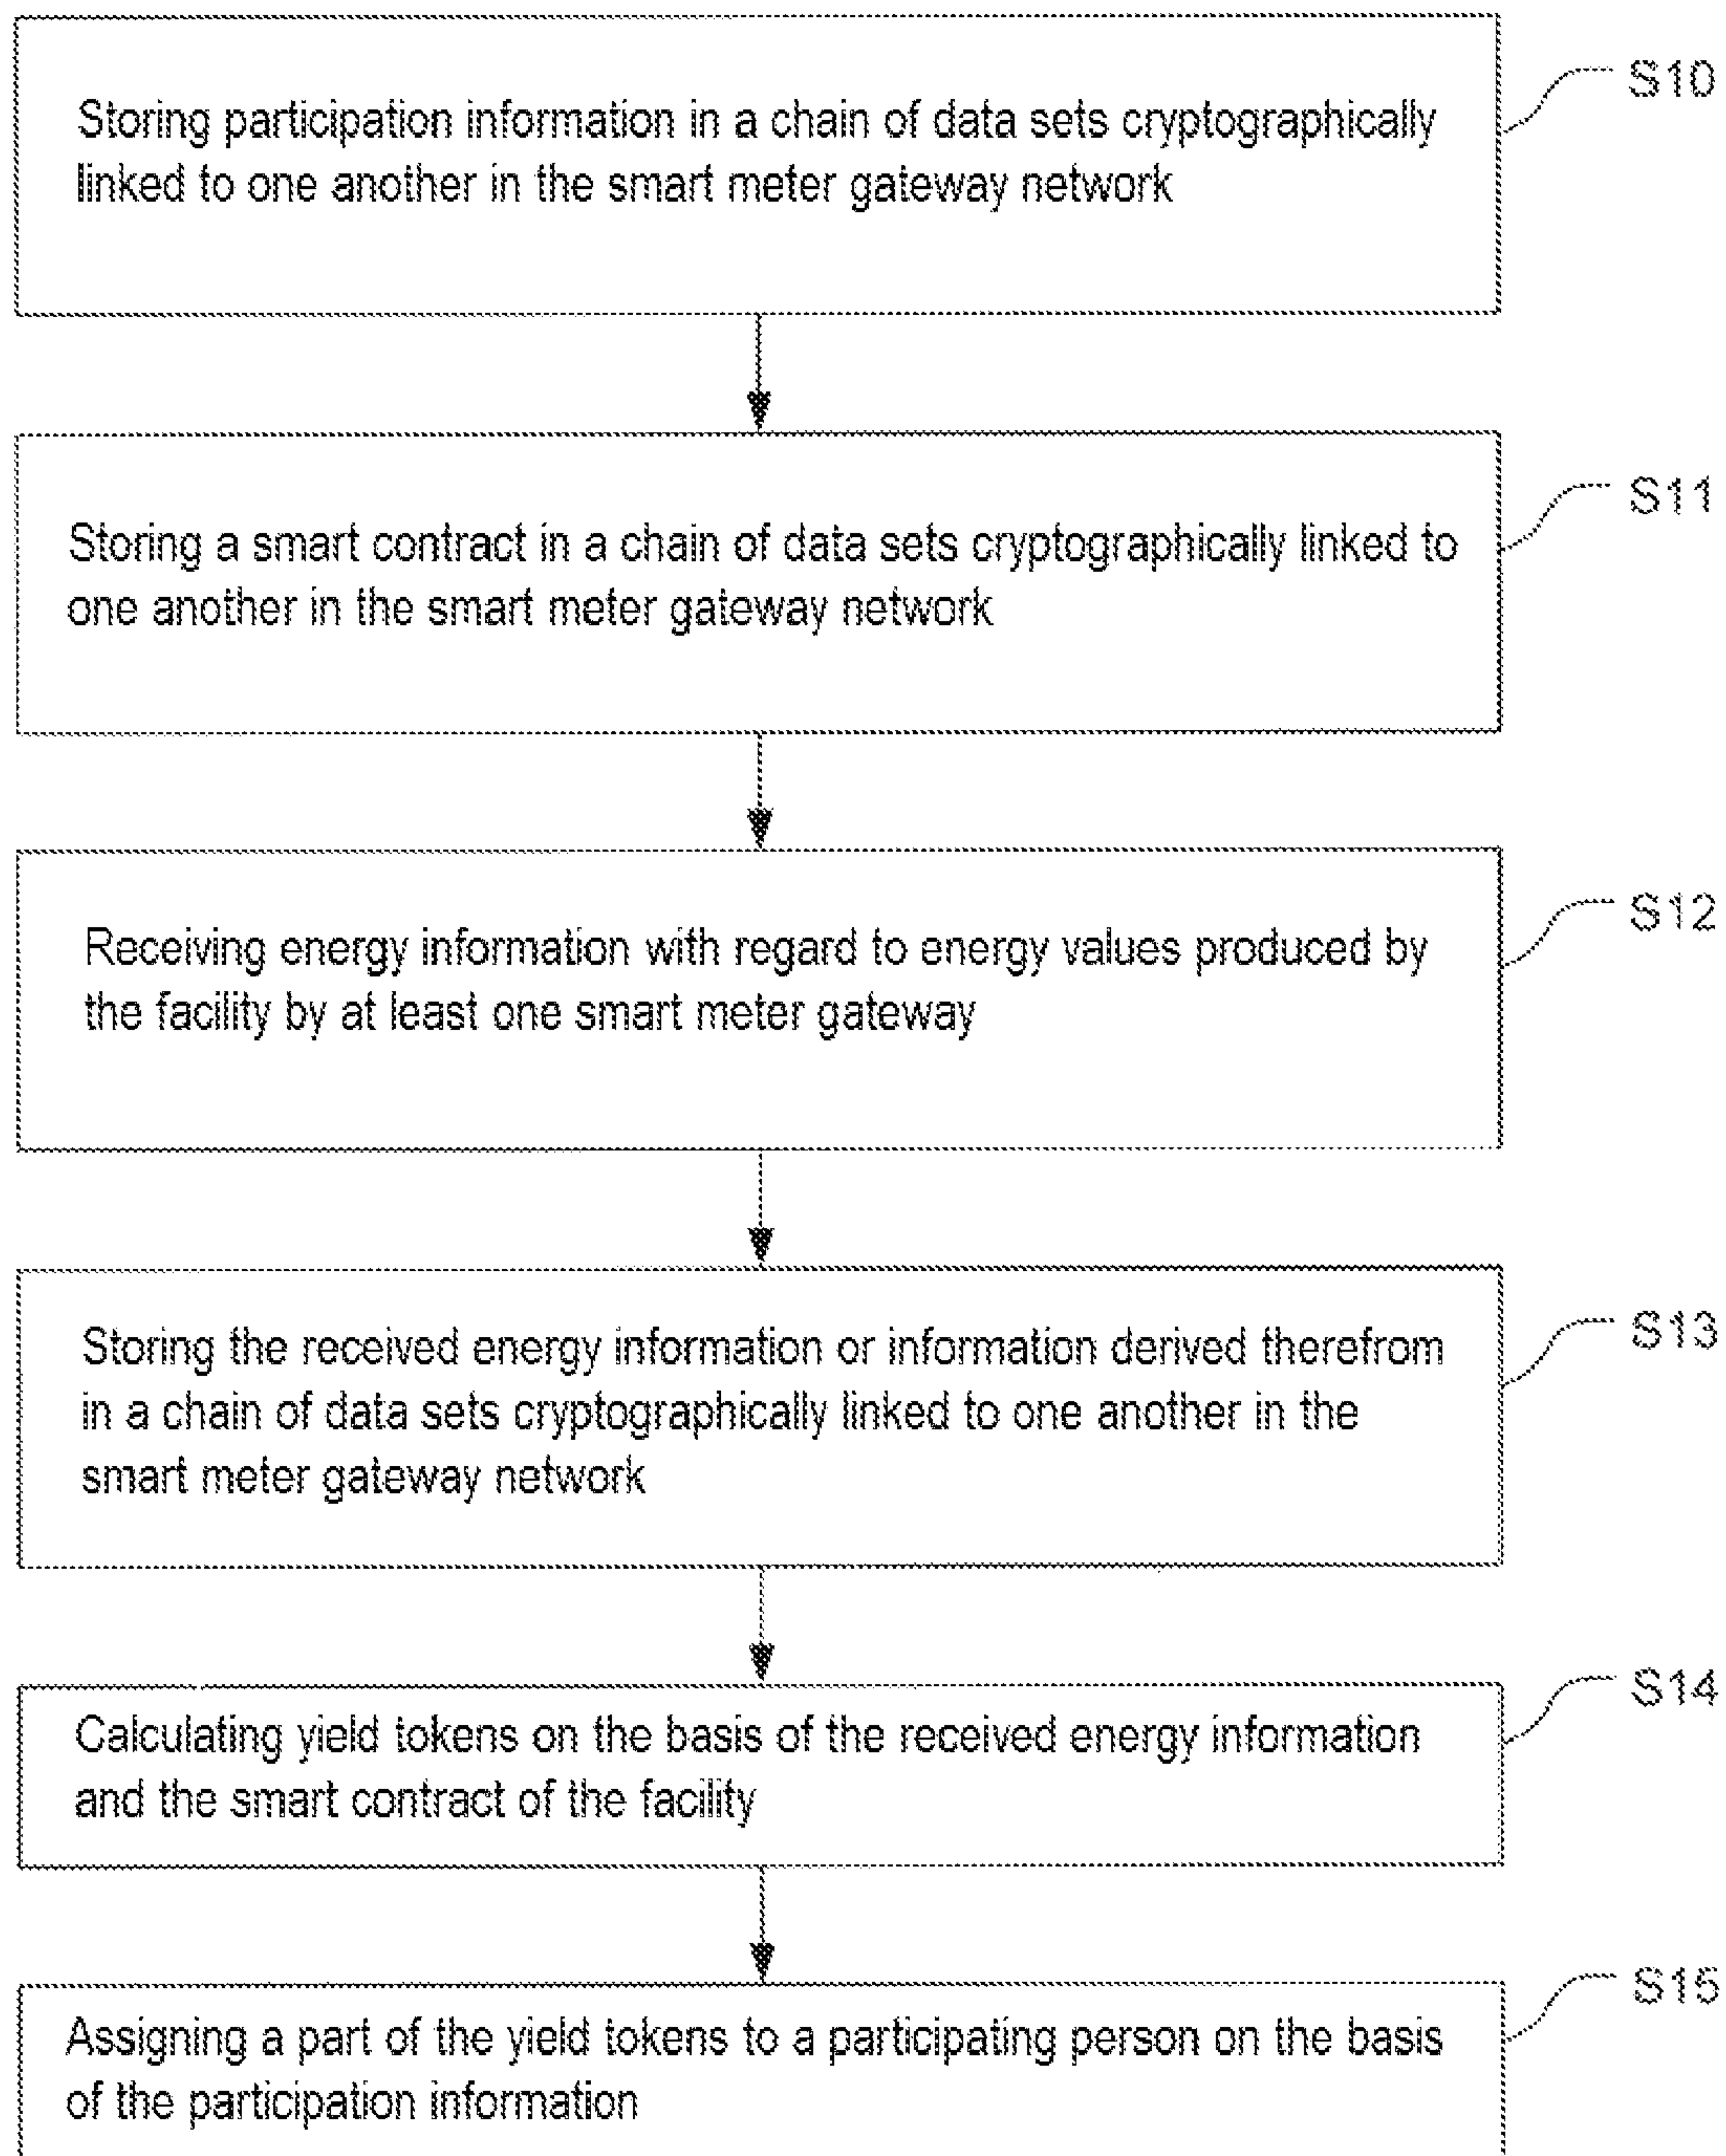 S10
Storing participation information in a chain of data sets cryptographically
linked to one another in the smart meter gateway network
S11
Storing a smart contract in a chain of data sets cryptographically linked to
one another in the smart meter gateway network
S12
Receiving energy information with regard to energy values produced by
the facility by at least one smart meter gateway
S13
Storing the received energy information or information derived therefrom
in a chain of data sets cryptographically linked to one another in the
smart meter gateway network
S14
Calculating yield tokens on the basis of the received energy information
and the smart contract of the facility
S15
Assigning a part of the yield tokens to a participating person on the basis
of the participation information